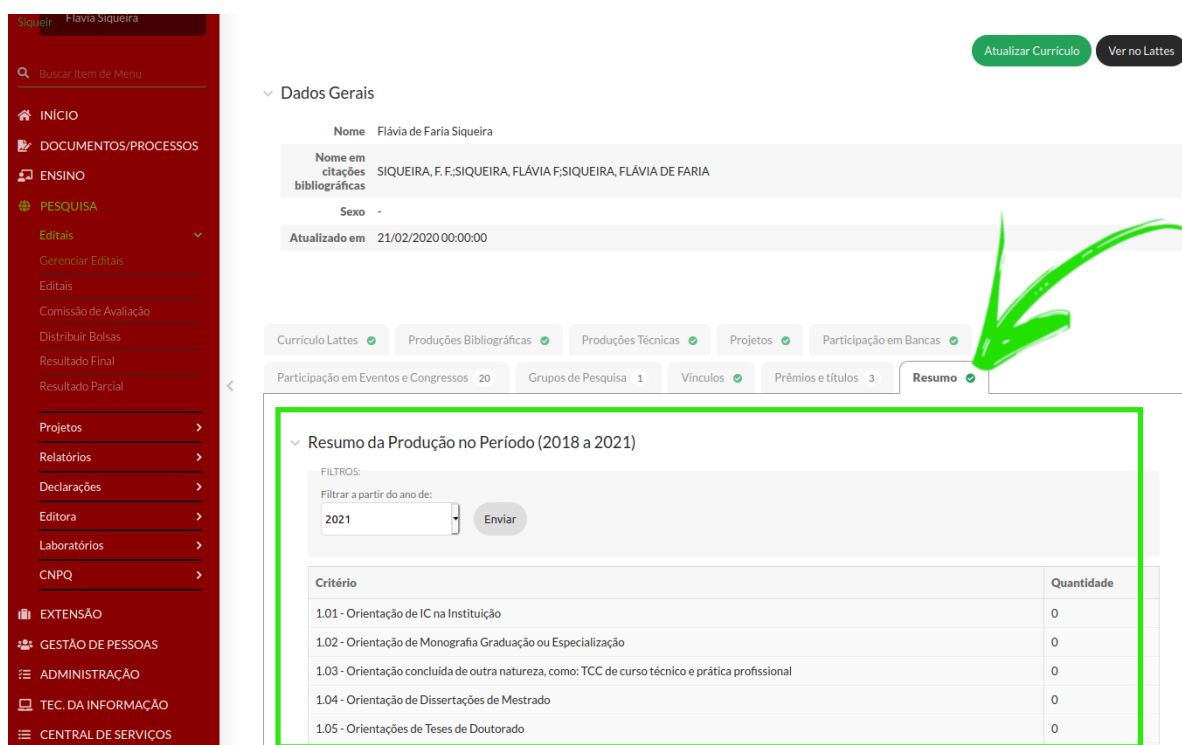 Siqueir
Flavia Siqueira
Buscar Item de Menu
INÍCIO
DOCUMENTOS/PROCESSOS
ENSINO
PESQUISA
Editais
Gerenciar Editais
Editais
Comissão de Avaliação
Distribuir Bolsas
Resultado Final
Resultado Parcial
Projetos
Relatórios
Declarações
Editora
Laboratórios
CNPQ
EXTENSÃO
GESTÃO DE PESSOAS
ADMINISTRAÇÃO
TEC. DA INFORMAÇÃO
CENTRAL DE SERVIÇOS
Atualizar Currículo Ver no Lattes
Dados Gerais
Nome Flávia de Faria Siqueira
Nome em
citações SIQUEIRA, F. F.;SIQUEIRA, FLÁVIA F;SIQUEIRA, FLÁVIA DE FARIA
bibliográficas
Sexo -
Atualizado em 21/02/2020 00:00:00
Currículo Lattes Produções Bibliográficas Produções Técnicas Projetos Participação em Bancas
Participação em Eventos e Congressos 20 Grupos de Pesquisa 1 Vínculos Prêmios e títulos 3 Resumo
Resumo da Produção no Período (2018 a 2021)
FILTROS:
Filtrar a partir do ano de:
2021 Enviar
Critério Quantidade
1.01 - Orientação de IC na Instituição 0
1.02 - Orientação de Monografia Graduação ou Especialização 0
1.03 - Orientação concluída de outra natureza, como: TCC de curso técnico e prática profissional 0
1.04 - Orientação de Dissertações de Mestrado 0
1.05 - Orientações de Teses de Doutorado 0